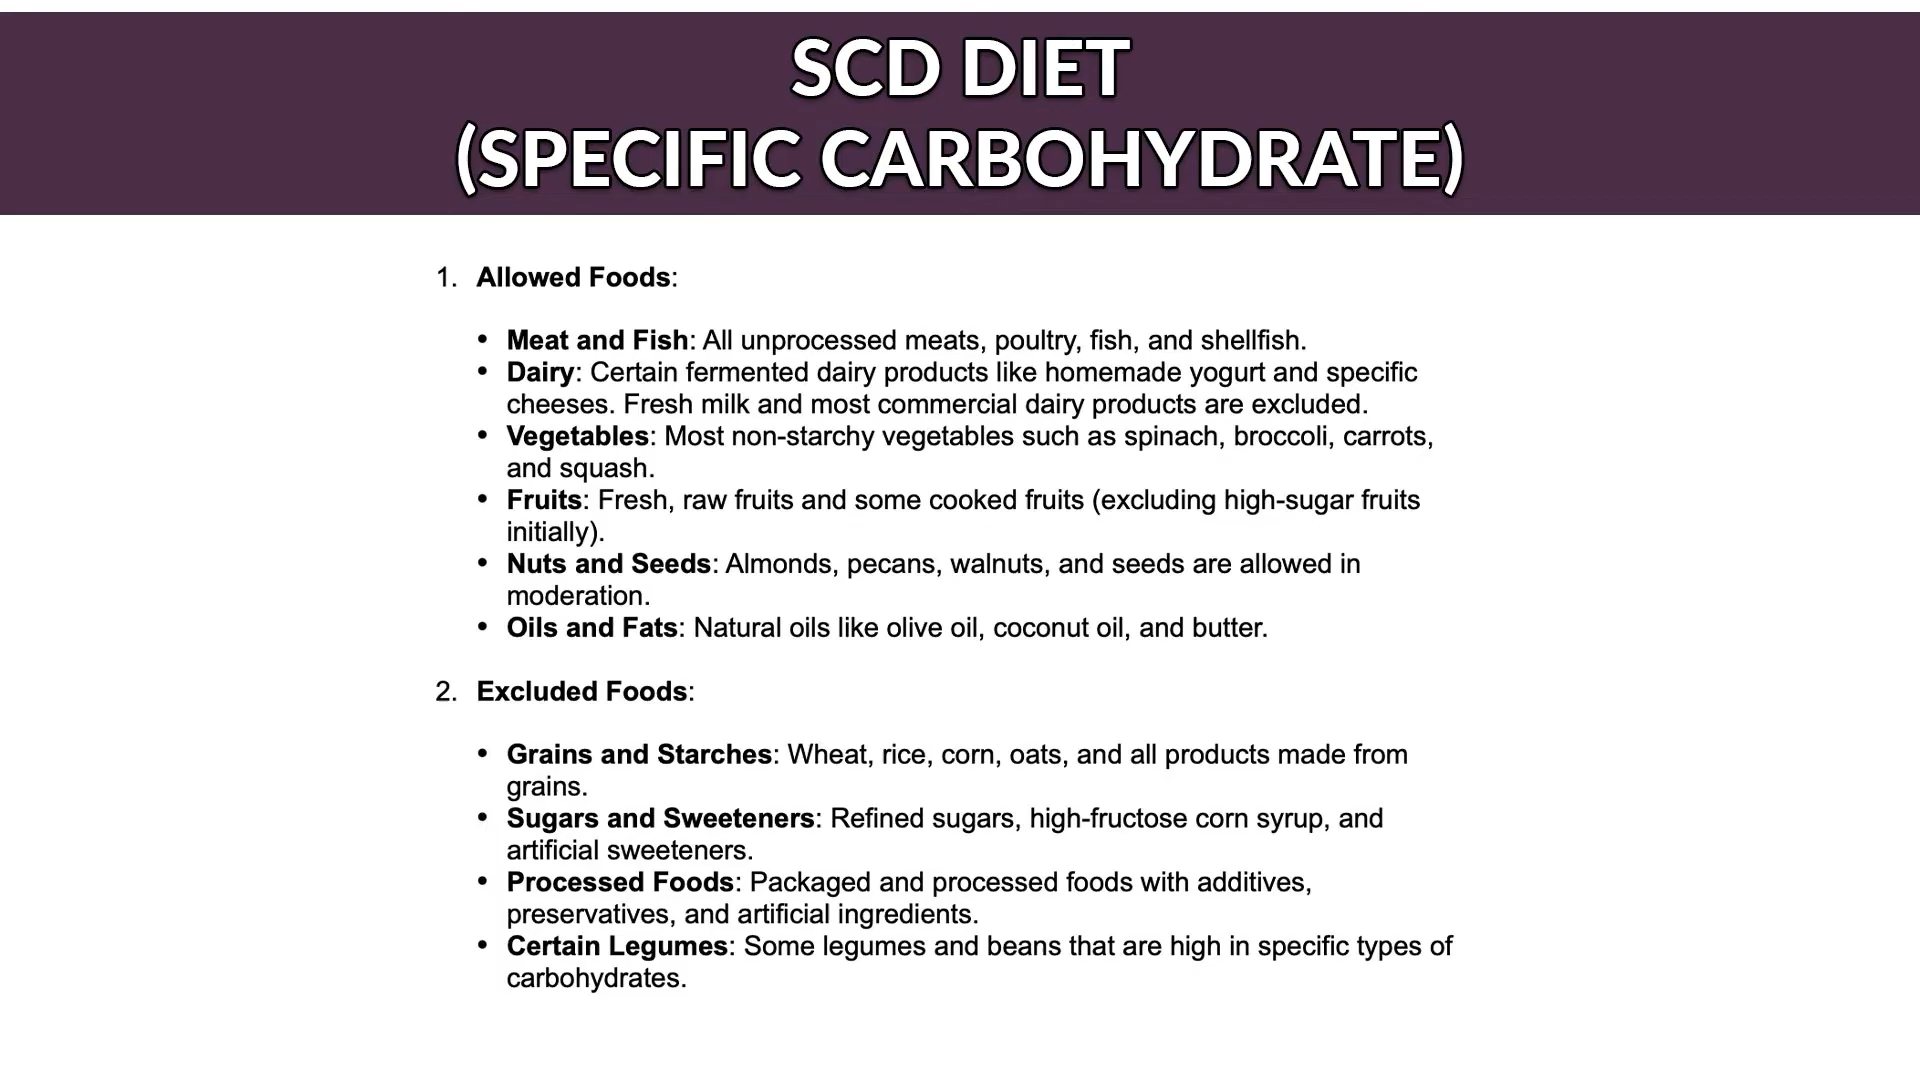 SCD DIET
(SPECIFIC CARBOHYDRATE)
1. Allowed Foods:
• Meat and Fish: All unprocessed meats, poultry, fish, and shellfish.
• Dairy: Certain fermented dairy products like homemade yogurt and specific
cheeses. Fresh milk and most commercial dairy products are excluded.
• Vegetables: Most non-starchy vegetables such as spinach, broccoli, carrots,
and squash.
• Fruits: Fresh, raw fruits and some cooked fruits (excluding high-sugar fruits
initially).
• Nuts and Seeds: Almonds, pecans, walnuts, and seeds are allowed in
moderation.
• Oils and Fats: Natural oils like olive oil, coconut oil, and butter.
2. Excluded Foods:
• Grains and Starches: Wheat, rice, corn, oats, and all products made from
grains.
• Sugars and Sweeteners: Refined sugars, high-fructose corn syrup, and
artificial sweeteners.
• Processed Foods: Packaged and processed foods with additives,
preservatives, and artificial ingredients.
• Certain Legumes: Some legumes and beans that are high in specific types of
carbohydrates.